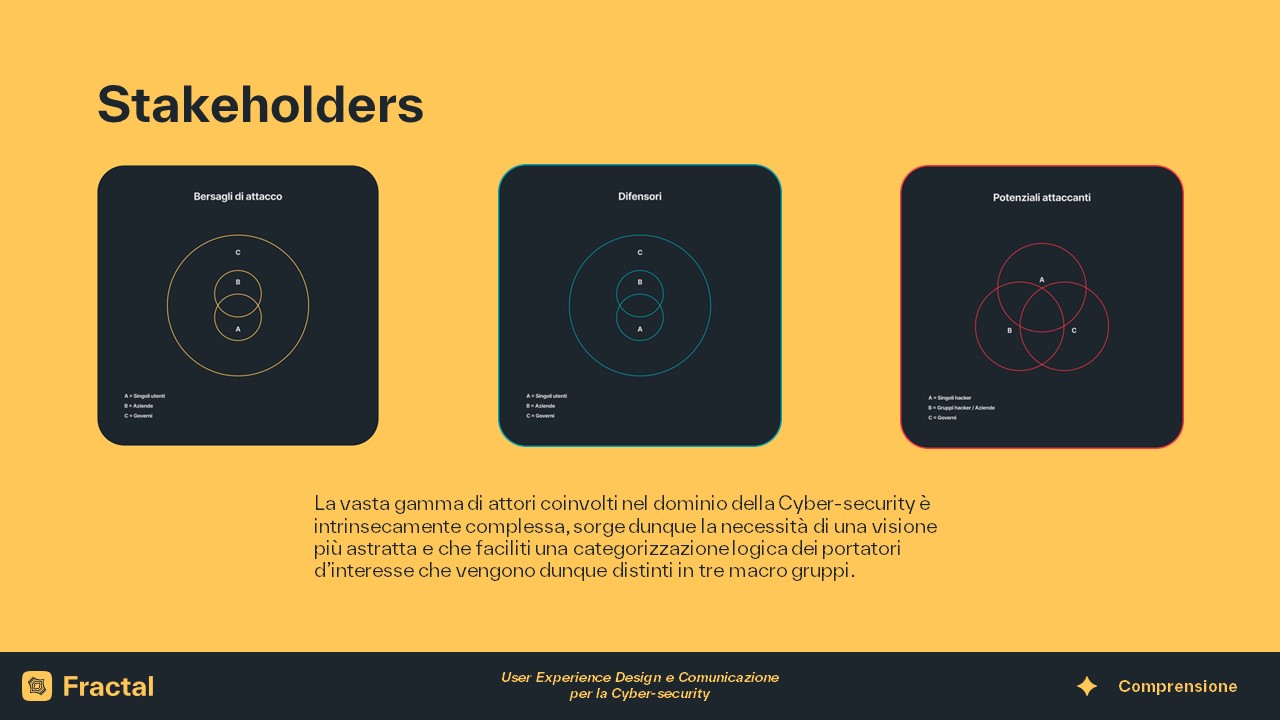 Stakeholders
Bersagli di attacco
C
B
A
A = Singoli utenti
B = Aziende
C = Governi
Difensori
C
B
A
A = Singoli utenti
B = Aziende
C = Governi
Potenziali attaccanti
A
B
C
A = Singoli hacker
B = Gruppi hacker / Aziende
C = Governi
La vasta gamma di attori coinvolti nel dominio della Cyber-security è
intrinsecamente complessa, sorge dunque la necessità di una visione
più astratta e che faciliti una categorizzazione logica dei portatori
d'interesse che vengono dunque distinti in tre macro gruppi.
Fractal
User Experience Design e Comunicazione
per la Cyber-security
Comprensione